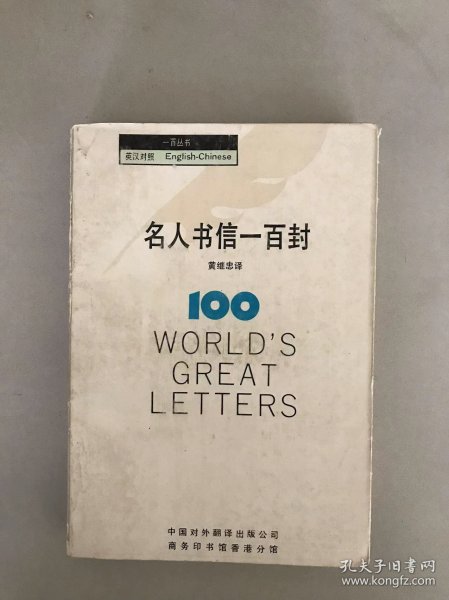 一百丛书
英汉对照 English-Chinese
名人书信一百封
黄继忠译
100
WORLD'S
GREAT
LETTERS
中国对外翻译出版公司
商务印书馆香港分馆
孔夫子旧书网
www.kongfz.com